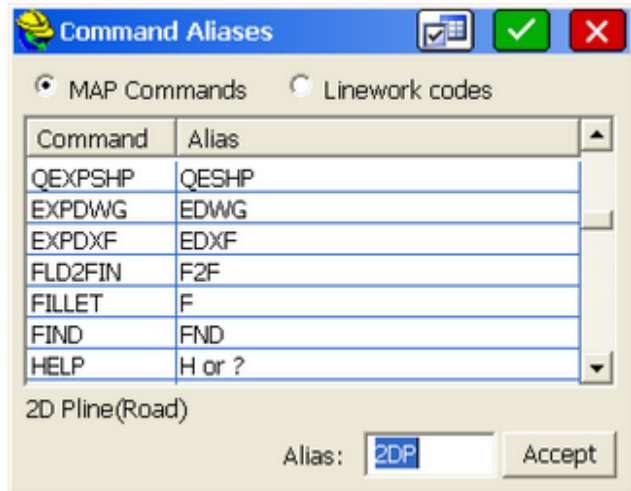 Command Aliases
MAP Commands Linework codes
Command Alias
QEXPSHP QESHP
EXPDWG EDWG
EXPDXF EDXF
FLD2FIN F2F
FILLET F
FIND FND
HELP H or ?
2D Pline(Road)
Alias: 2DP Accept